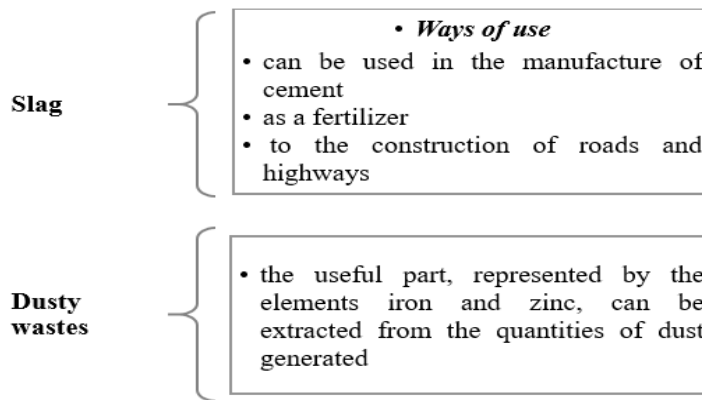 • Ways of use
Slag
• can be used in the manufacture of
cement
• as a fertilizer
• to the construction of roads and
highways
Dusty
wastes
• the useful part, represented by the
elements iron and zinc, can be
extracted from the quantities of dust
generated